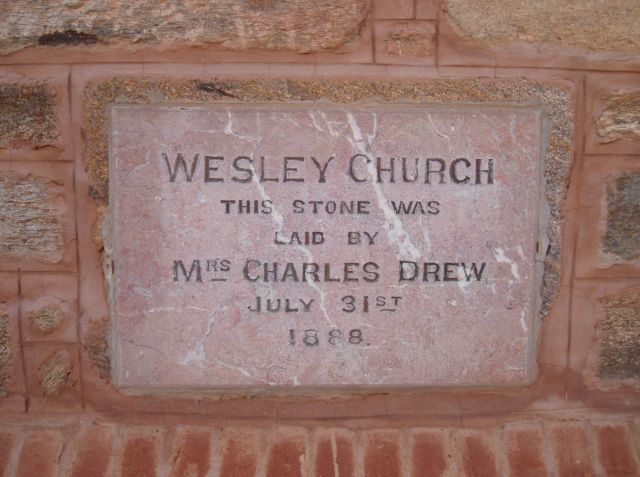 WESLEY CHURCH
THIS STONE WAS
LAID BY
MRS CHARLES DREW
JULY 31ST
1888.